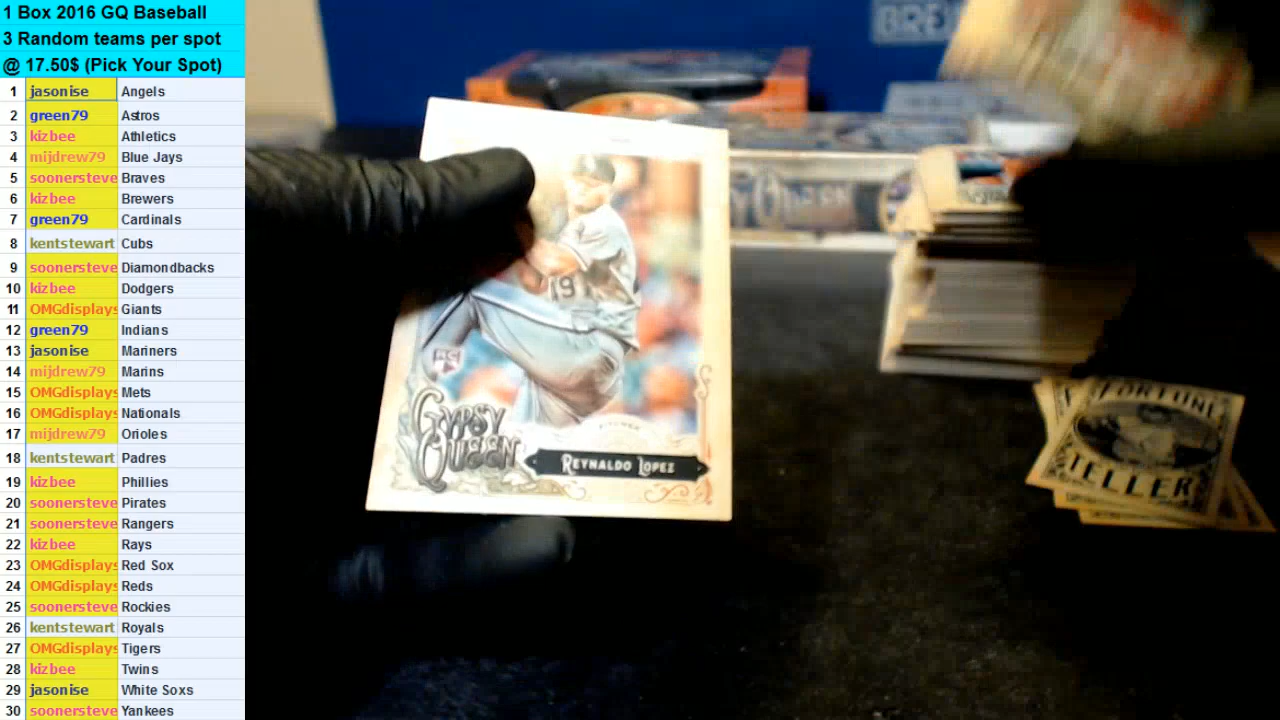 1 Box 2016 GQ Baseball
3 Random teams per spot
@ 17.50$ (Pick Your Spot)
1 jasonise Angels
2 green79 Astros
3 kizbee Athletics
4 mijdrew79 Blue Jays
5 soonersteve Braves
6 kizbee Brewers
7 green79 Cardinals
8 kentstewart Cubs
9 soonersteve Diamondbacks
10 kizbee Dodgers
11 OMGdisplays Giants
12 green79 Indians
13 jasonise Mariners
14 mijdrew79 Marins
15 OMGdisplays Mets
16 OMGdisplays Nationals
17 mijdrew79 Orioles
18 kentstewart Padres
19 kizbee Phillies
20 soonersteve Pirates
21 soonersteve Rangers
22 kizbee Rays
23 OMGdisplays Red Sox
24 OMGdisplays Reds
25 soonersteve Rockies
26 kentstewart Royals
27 OMGdisplays Tigers
28 kizbee Twins
29 jasonise White Soxs
30 soonersteve Yankees
BREA
Queen
19
RC
Gypsy
Queen
PITCHER
Reynaldo Lopez
FORTUNE
TELLER